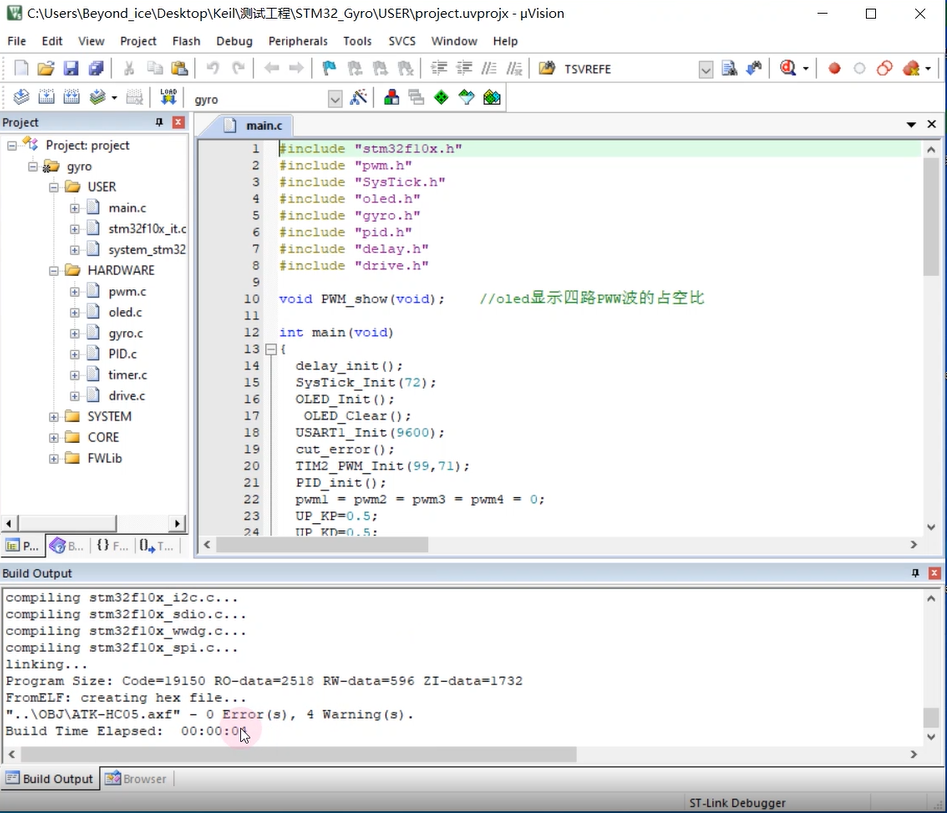 C:\Users\Beyond_ice\Desktop\Keil\测试工程\STM32_Gyro\USER\project.uvprojx - µVision
File Edit View Project Flash Debug Peripherals Tools SVCS Window Help
TSVREFE
LOAD gyro
Project
main.c
Project: project
gyro
USER
main.c
stm32f10x_it.c
system_stm32
HARDWARE
pwm.c
oled.c
gyro.c
PID.c
timer.c
drive.c
SYSTEM
CORE
FWLib
P... B... {} F... T...
1 #include "stm32f10x.h"
2 #include "pwm.h"
3 #include "SysTick.h"
4 #include "oled.h"
5 #include "gyro.h"
6 #include "pid.h"
7 #include "delay.h"
8 #include "drive.h"
9
10 void PWM_show(void); //oled显示四路PWW波的占空比
11
12 int main(void)
13 {
14 delay_init();
15 SysTick_Init(72);
16 OLED_Init();
17 OLED_Clear();
18 USART1_Init(9600);
19 cut_error();
20 TIM2_PWM_Init(99,71);
21 PID_init();
22 pwm1 = pwm2 = pwm3 = pwm4 = 0;
23 UP_KP=0.5;
24 UP_KD=0.5;
Build Output
compiling stm32f10x_i2c.c...
compiling stm32f10x_sdio.c...
compiling stm32f10x_wwdg.c...
compiling stm32f10x_spi.c...
linking...
Program Size: Code=19150 RO-data=2518 RW-data=596 ZI-data=1732
FromELF: creating hex file...
"..\OBJ\ATK-HC05.axf" - 0 Error(s), 4 Warning(s).
Build Time Elapsed: 00:00:0
Build Output Browser
ST-Link Debugger